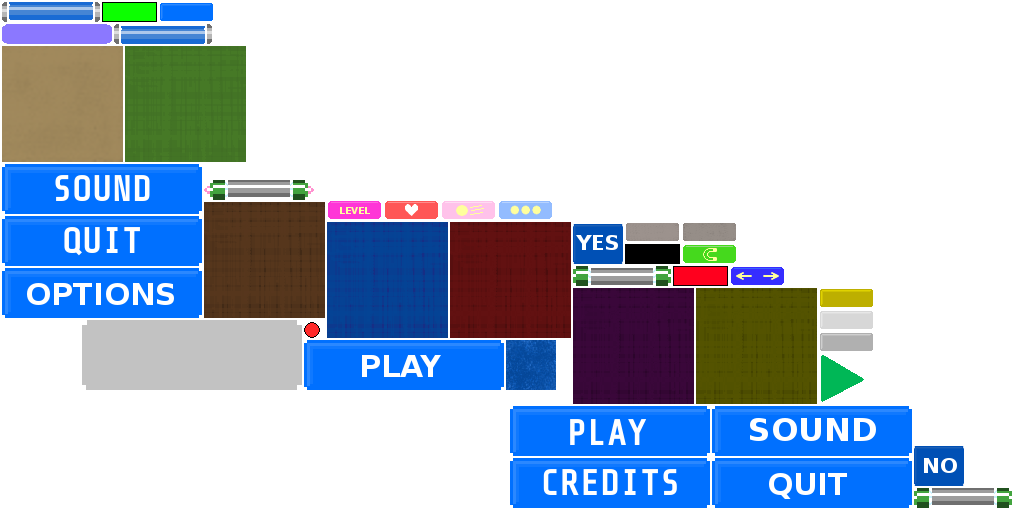 SOUND
QUIT
OPTIONS
LEVEL
YES
PLAY
PLAY
SOUND
CREDITS
QUIT
NO